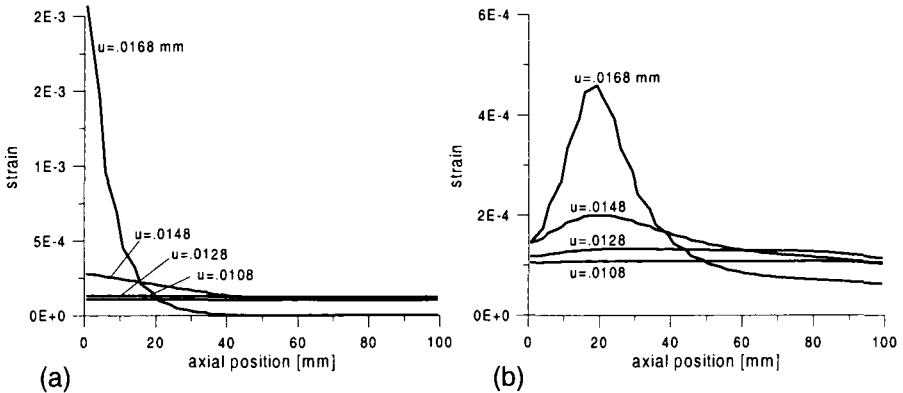 2E-3
u=.0168 mm
2E-3
1E-3
strain
5E-4
u=.0148
u=.0128
u=.0108
0E+0
0 20 40 60 80 100
axial position [mm]
(a)
6E-4
u=.0168 mm
4E-4
strain
u=.0148
2E-4
u=.0128
u=.0108
0E+0
0 20 40 60 80 100
axial position [mm]
(b)